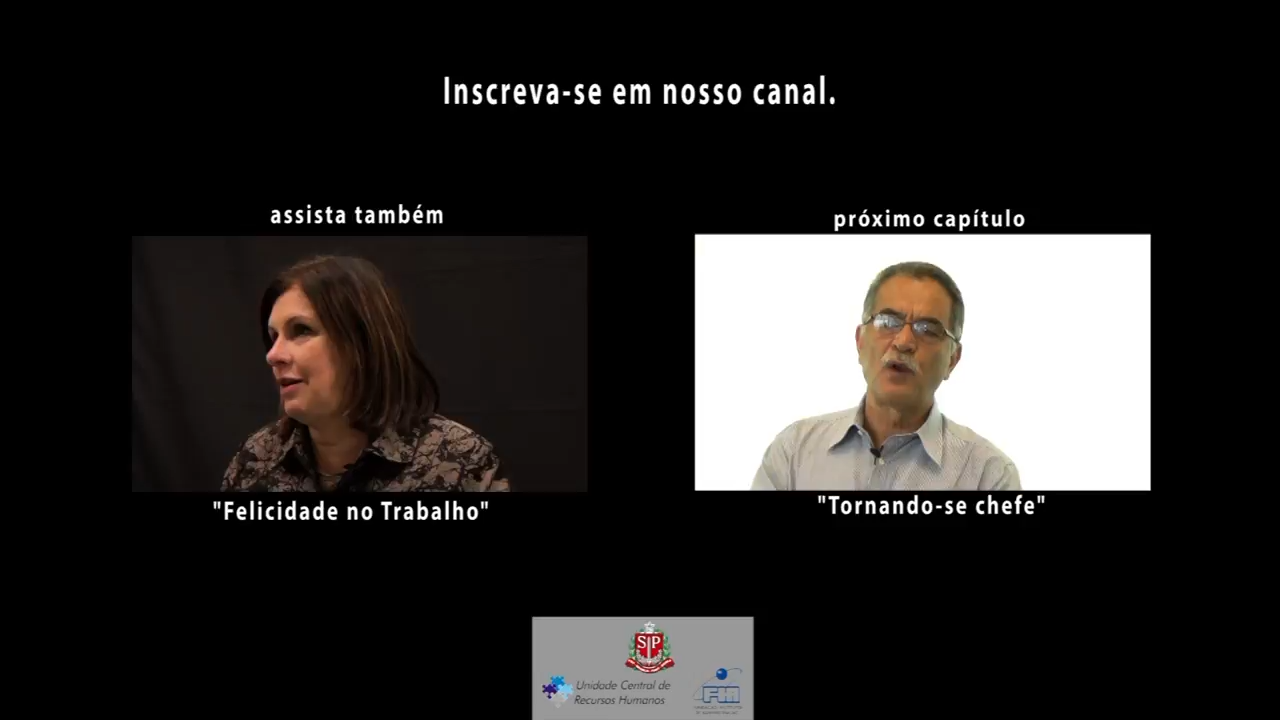 Inscreva-se em nosso canal.
assista também
próximo capítulo
"Felicidade no Trabalho"
"Tornando-se chefe"
SP
Unidade Central de
Recursos Humanos